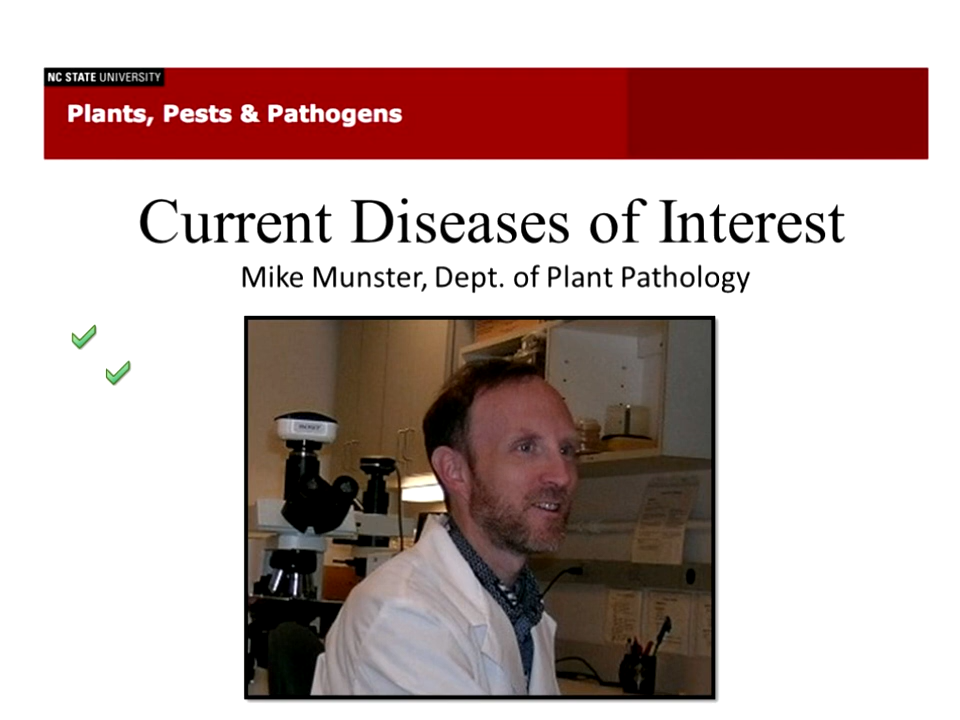 NC STATE UNIVERSITY
Plants, Pests & Pathogens
Current Diseases of Interest
Mike Munster, Dept. of Plant Pathology